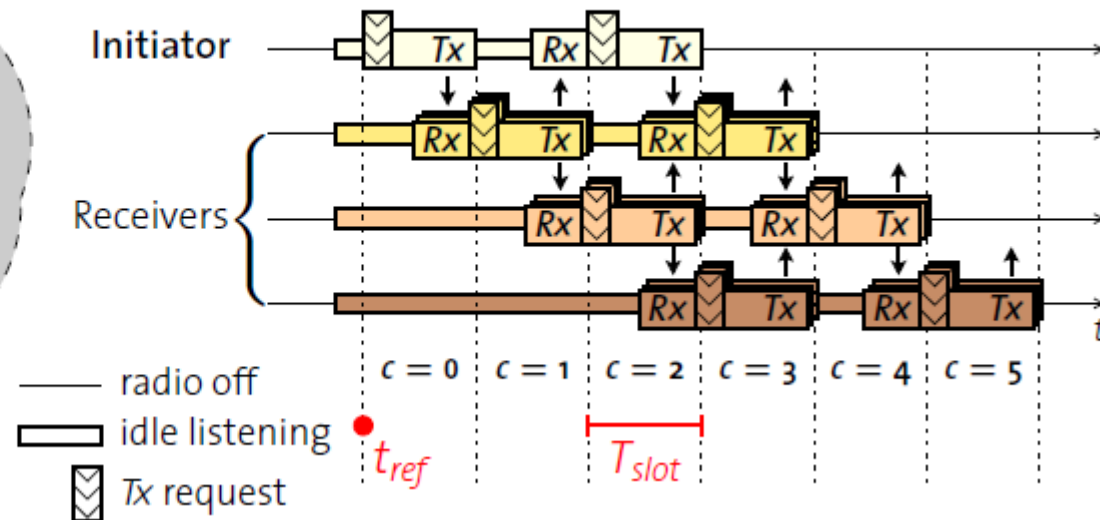 Initiator
Tx Rx Tx
Rx Tx Rx Tx
Receivers
Rx Tx Rx Tx
Rx Tx Rx Tx
t
c = 0 c = 1 c = 2 c = 3 c = 4 c = 5
radio off
idle listening
t_ref T_slot
Tx request